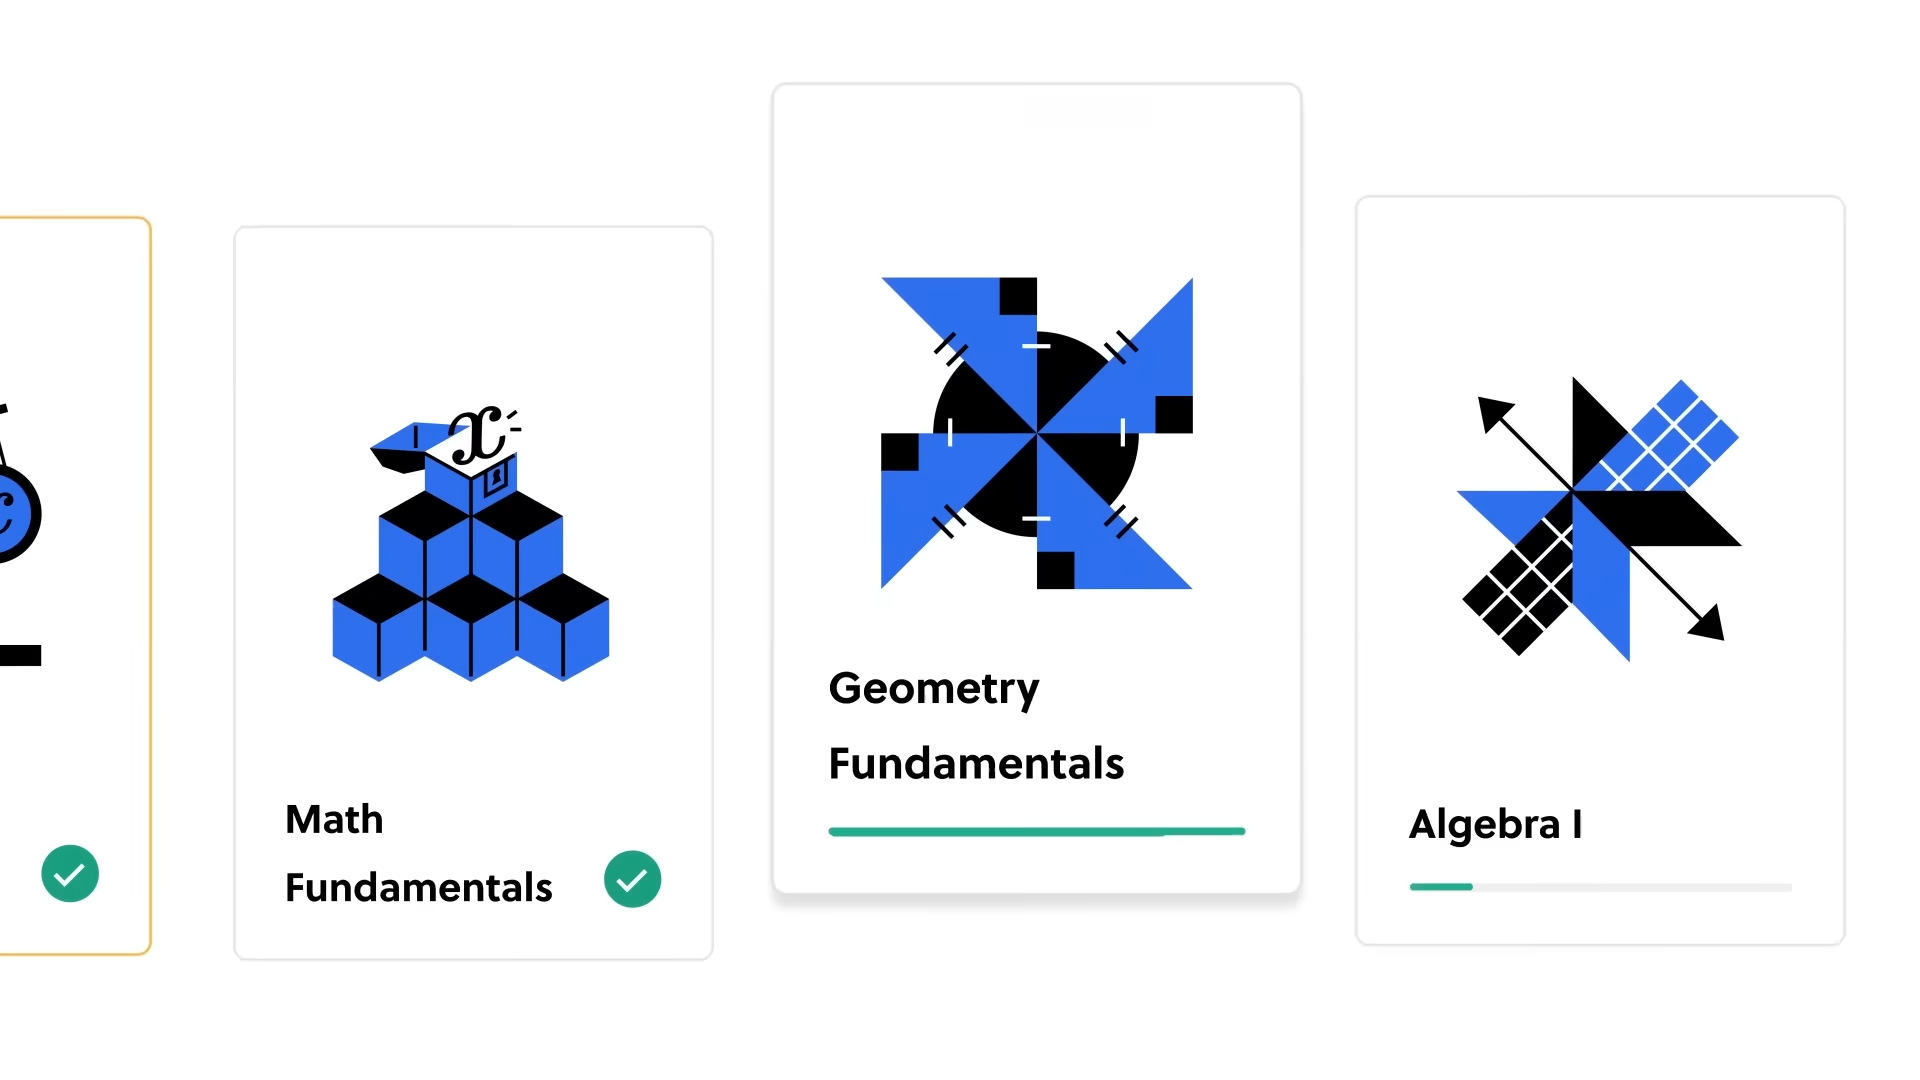 x
Math
Fundamentals
Geometry
Fundamentals
Algebra I